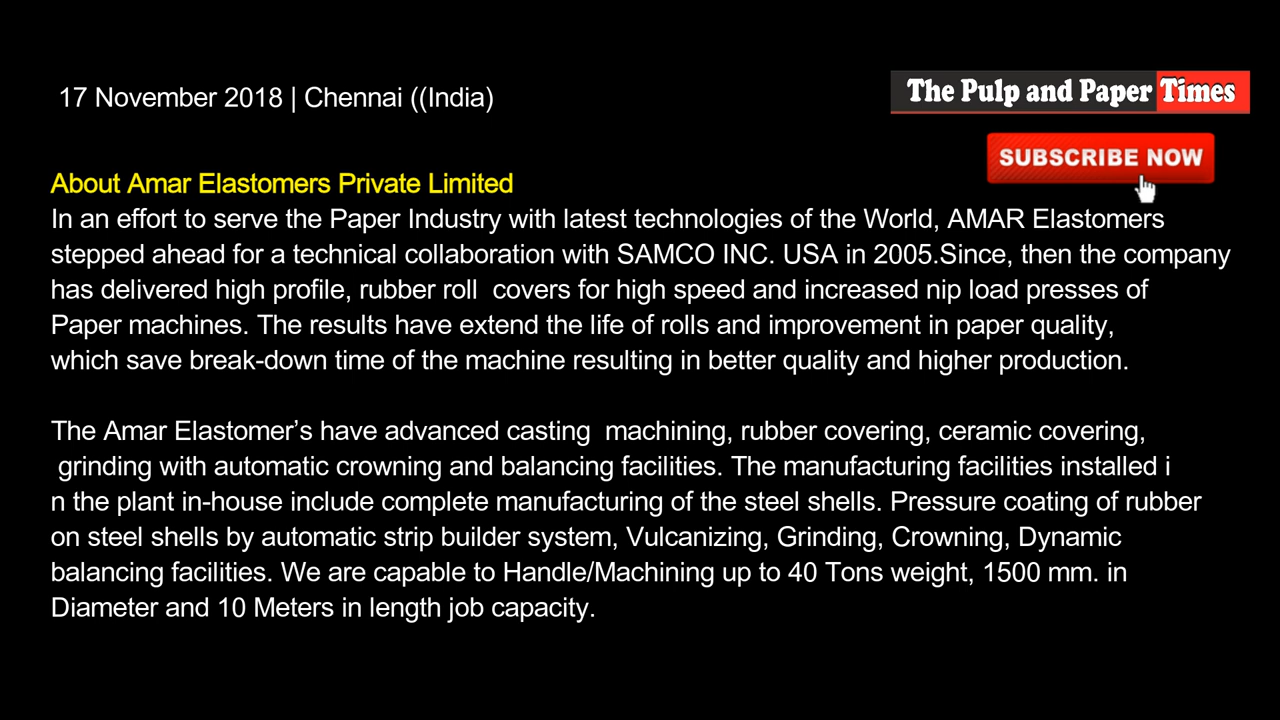 17 November 2018 | Chennai ((India)
The Pulp and Paper Times
SUBSCRIBE NOW
About Amar Elastomers Private Limited
In an effort to serve the Paper Industry with latest technologies of the World, AMAR Elastomers
stepped ahead for a technical collaboration with SAMCO INC. USA in 2005.Since, then the company
has delivered high profile, rubber roll  covers for high speed and increased nip load presses of
Paper machines. The results have extend the life of rolls and improvement in paper quality,
which save break-down time of the machine resulting in better quality and higher production.
The Amar Elastomer’s have advanced casting  machining, rubber covering, ceramic covering,
grinding with automatic crowning and balancing facilities. The manufacturing facilities installed i
n the plant in-house include complete manufacturing of the steel shells. Pressure coating of rubber
on steel shells by automatic strip builder system, Vulcanizing, Grinding, Crowning, Dynamic
balancing facilities. We are capable to Handle/Machining up to 40 Tons weight, 1500 mm. in
Diameter and 10 Meters in length job capacity.